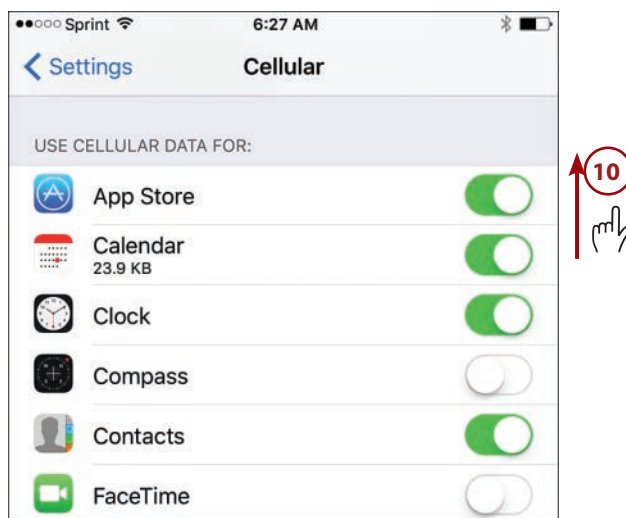 Sprint 6:27 AM
Settings Cellular
USE CELLULAR DATA FOR:
App Store
10
Calendar
23.9 KB
Clock
Compass
Contacts
FaceTime